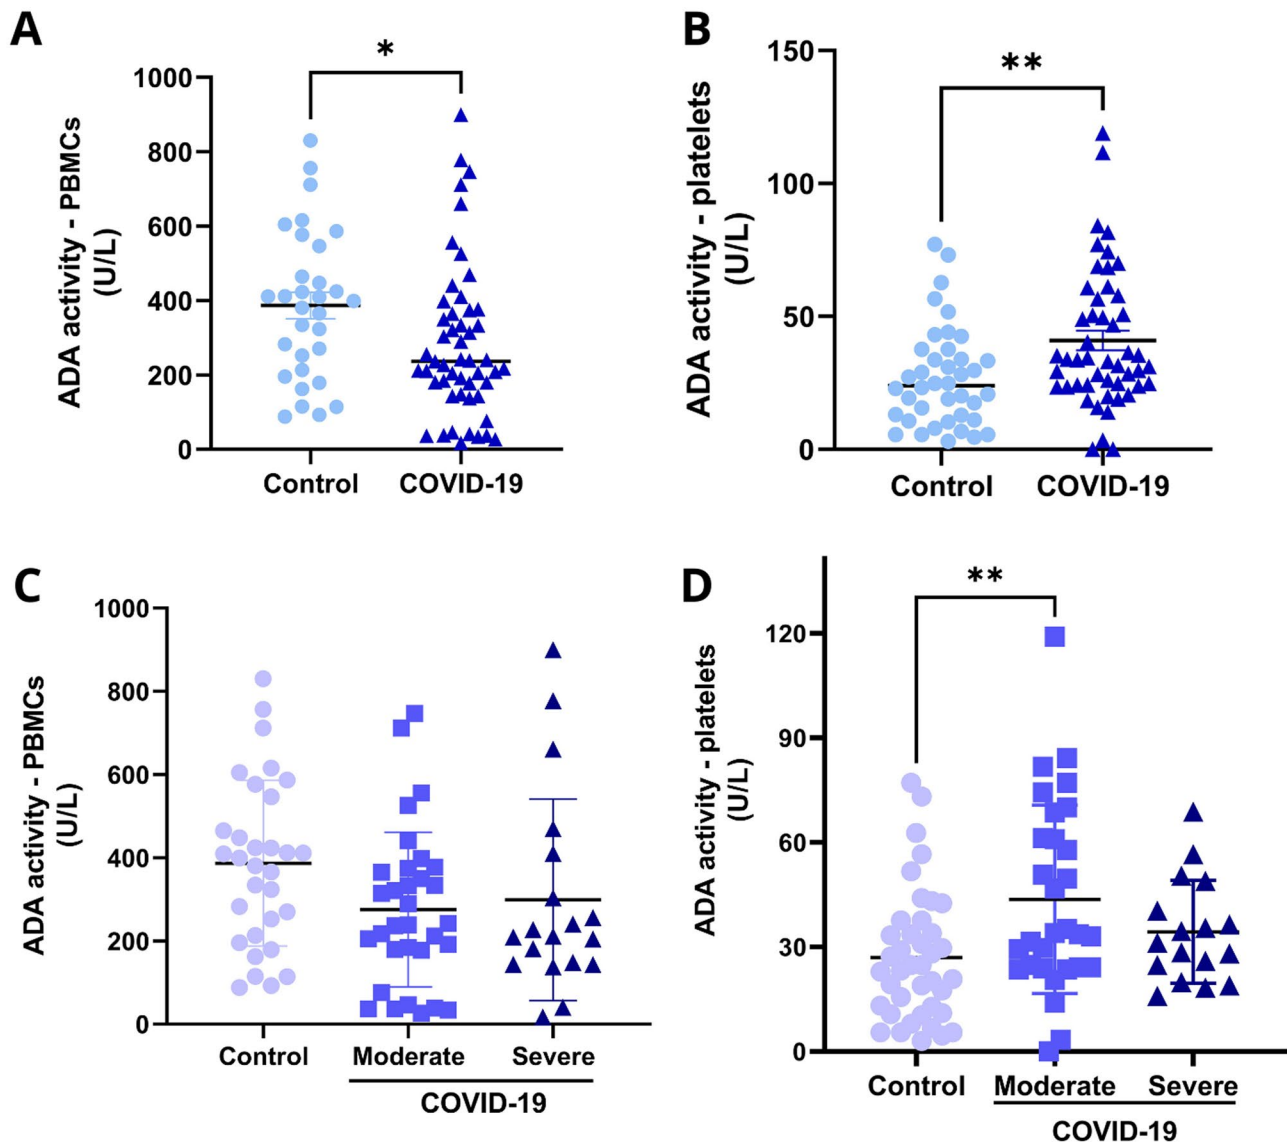 A
ADA activity - PBMCs
(U/L)
1000
800
600
400
200
0
*
Control
COVID-19
B
ADA activity - platelets
(U/L)
150
100
50
0
**
Control
COVID-19
C
ADA activity - PBMCs
(U/L)
1000
800
600
400
200
0
Control
Moderate
Severe
COVID-19
D
ADA activity - platelets
(U/L)
120
90
60
30
0
**
Control
Moderate
Severe
COVID-19